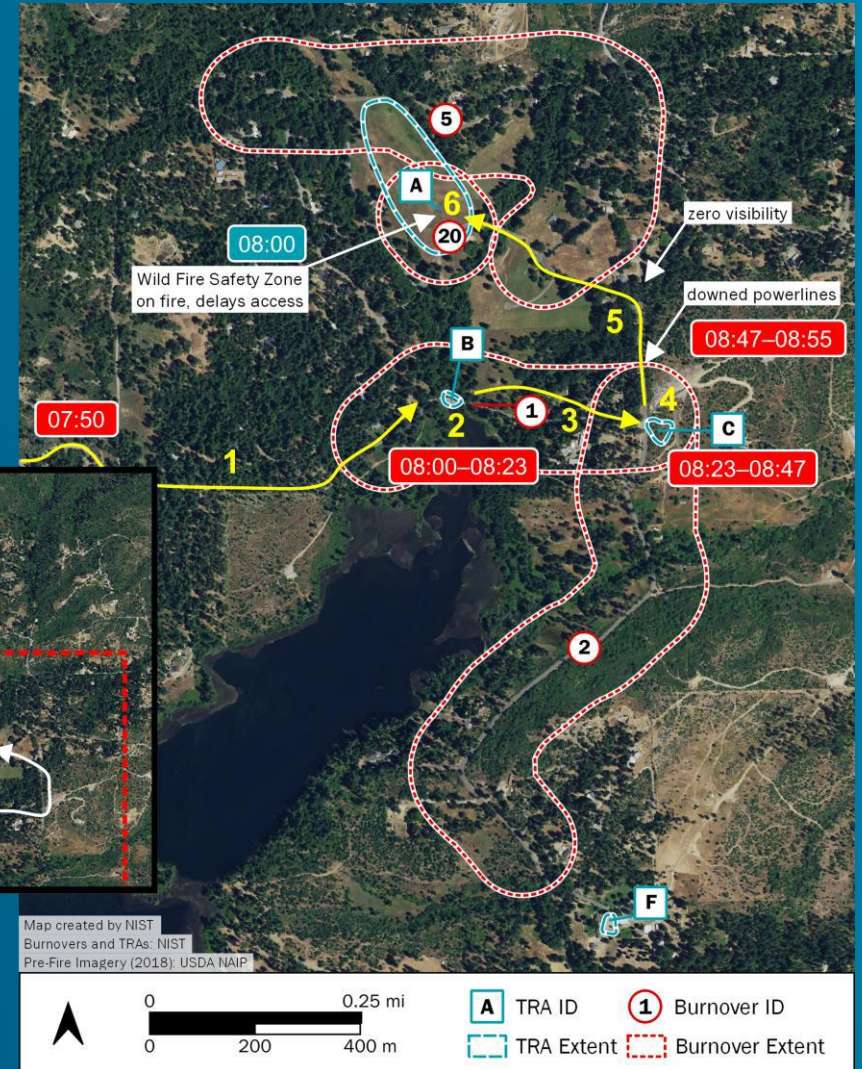 5
A
6
20
08:00
Wild Fire Safety Zone
on fire, delays access
zero visibility
downed powerlines
5
08:47–08:55
B
07:50
1
2
1
3
4
C
08:00–08:23
08:23–08:47
2
F
Map created by NIST
Burnovers and TRAs: NIST
Pre-Fire Imagery (2018): USDA NAIP
0 0.25 mi
0 200 400 m
A TRA ID
1 Burnover ID
TRA Extent
Burnover Extent